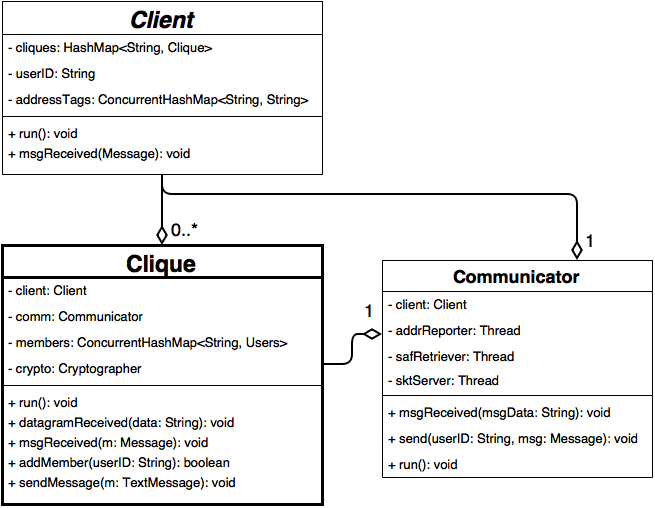 Client
- cliques: HashMap<String, Clique>
- userID: String
- addressTags: ConcurrentHashMap<String, String>
+ run(): void
+ msgReceived(Message): void
0..*
1
Clique
- client: Client
- comm: Communicator
- members: ConcurrentHashMap<String, Users>
- crypto: Cryptographer
+ run(): void
+ datagramReceived(data: String): void
+ msgReceived(m: Message): void
+ addMember(userID: String): boolean
+ sendMessage(m: TextMessage): void
1
Communicator
- client: Client
- addrReporter: Thread
- safRetriever: Thread
- sktServer: Thread
+ msgReceived(msgData: String): void
+ send(userID: String, msg: Message): void
+ run(): void